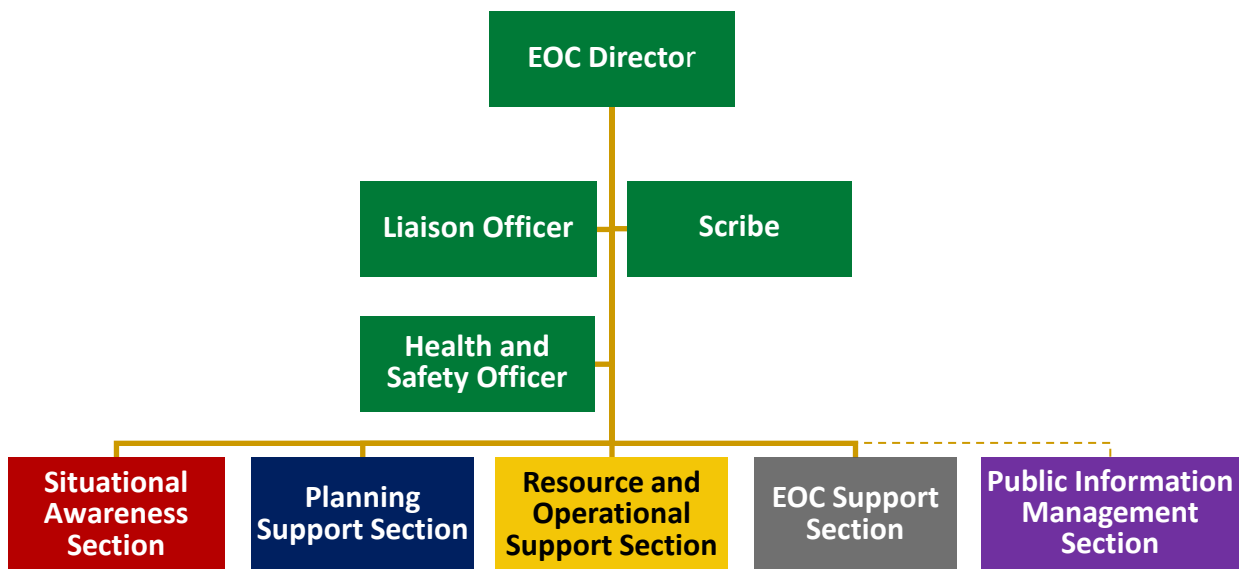 EOC Director
Liaison Officer
Scribe
Health and
Safety Officer
Situational
Awareness
Section
Planning
Support Section
Resource and
Operational
Support Section
EOC Support
Section
Public Information
Management
Section